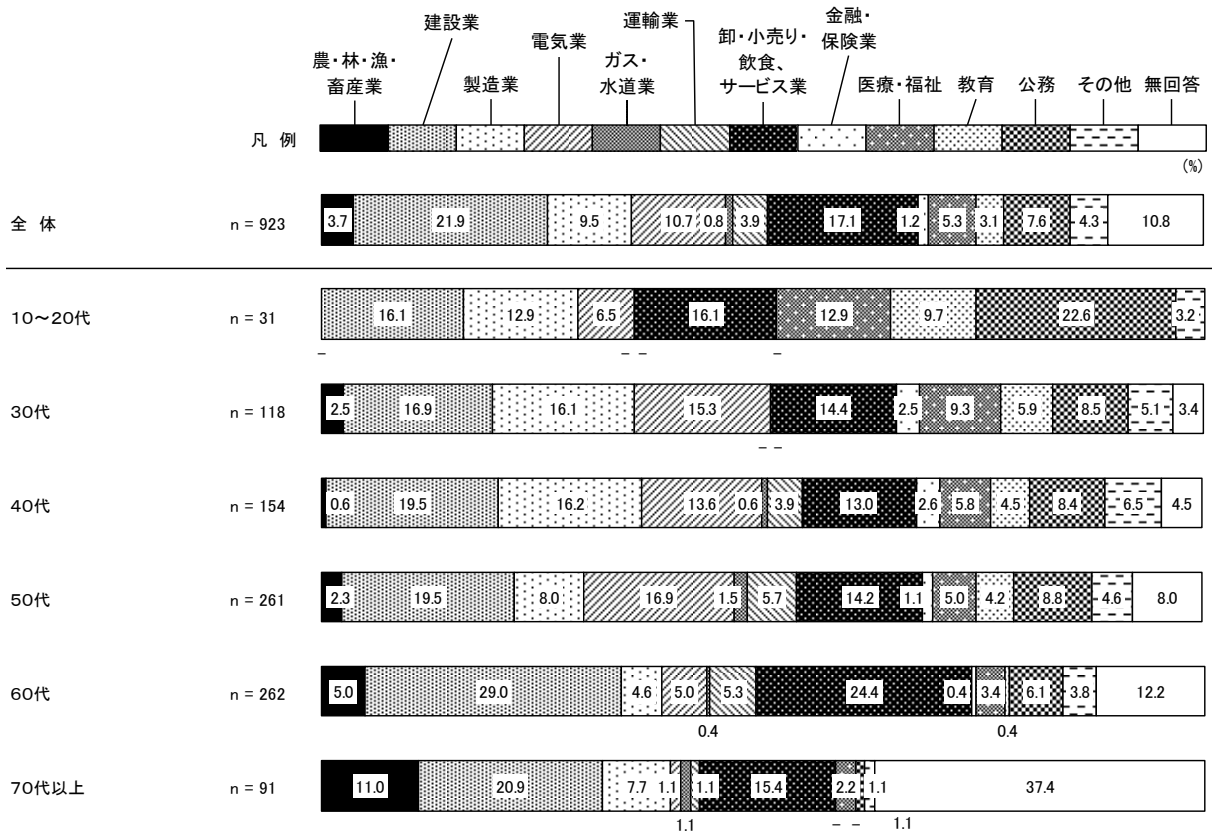 農・林・漁・
畜産業
建設業
製造業
電気業
ガス・
水道業
運輸業
卸・小売り・
飲食、
サービス業
金融・
保険業
医療・福祉
教育
公務
その他
無回答
凡 例
(%)
全 体 n = 923 3.7 21.9 9.5 10.7 0.8 3.9 17.1 1.2 5.3 3.1 7.6 4.3 10.8
10～20代 n = 31 16.1 12.9 6.5 16.1 12.9 9.7 22.6 3.2
– – – –
30代 n = 118 2.5 16.9 16.1 15.3 14.4 2.5 9.3 5.9 8.5 5.1 3.4
– –
40代 n = 154 0.6 19.5 16.2 13.6 0.6 3.9 13.0 2.6 5.8 4.5 8.4 6.5 4.5
50代 n = 261 2.3 19.5 8.0 16.9 1.5 5.7 14.2 1.1 5.0 4.2 8.8 4.6 8.0
60代 n = 262 5.0 29.0 4.6 5.0 5.3 24.4 0.4 3.4 6.1 3.8 12.2
0.4 0.4
70代以上 n = 91 11.0 20.9 7.7 1.1 1.1 15.4 2.2 1.1 37.4
1.1 – – 1.1